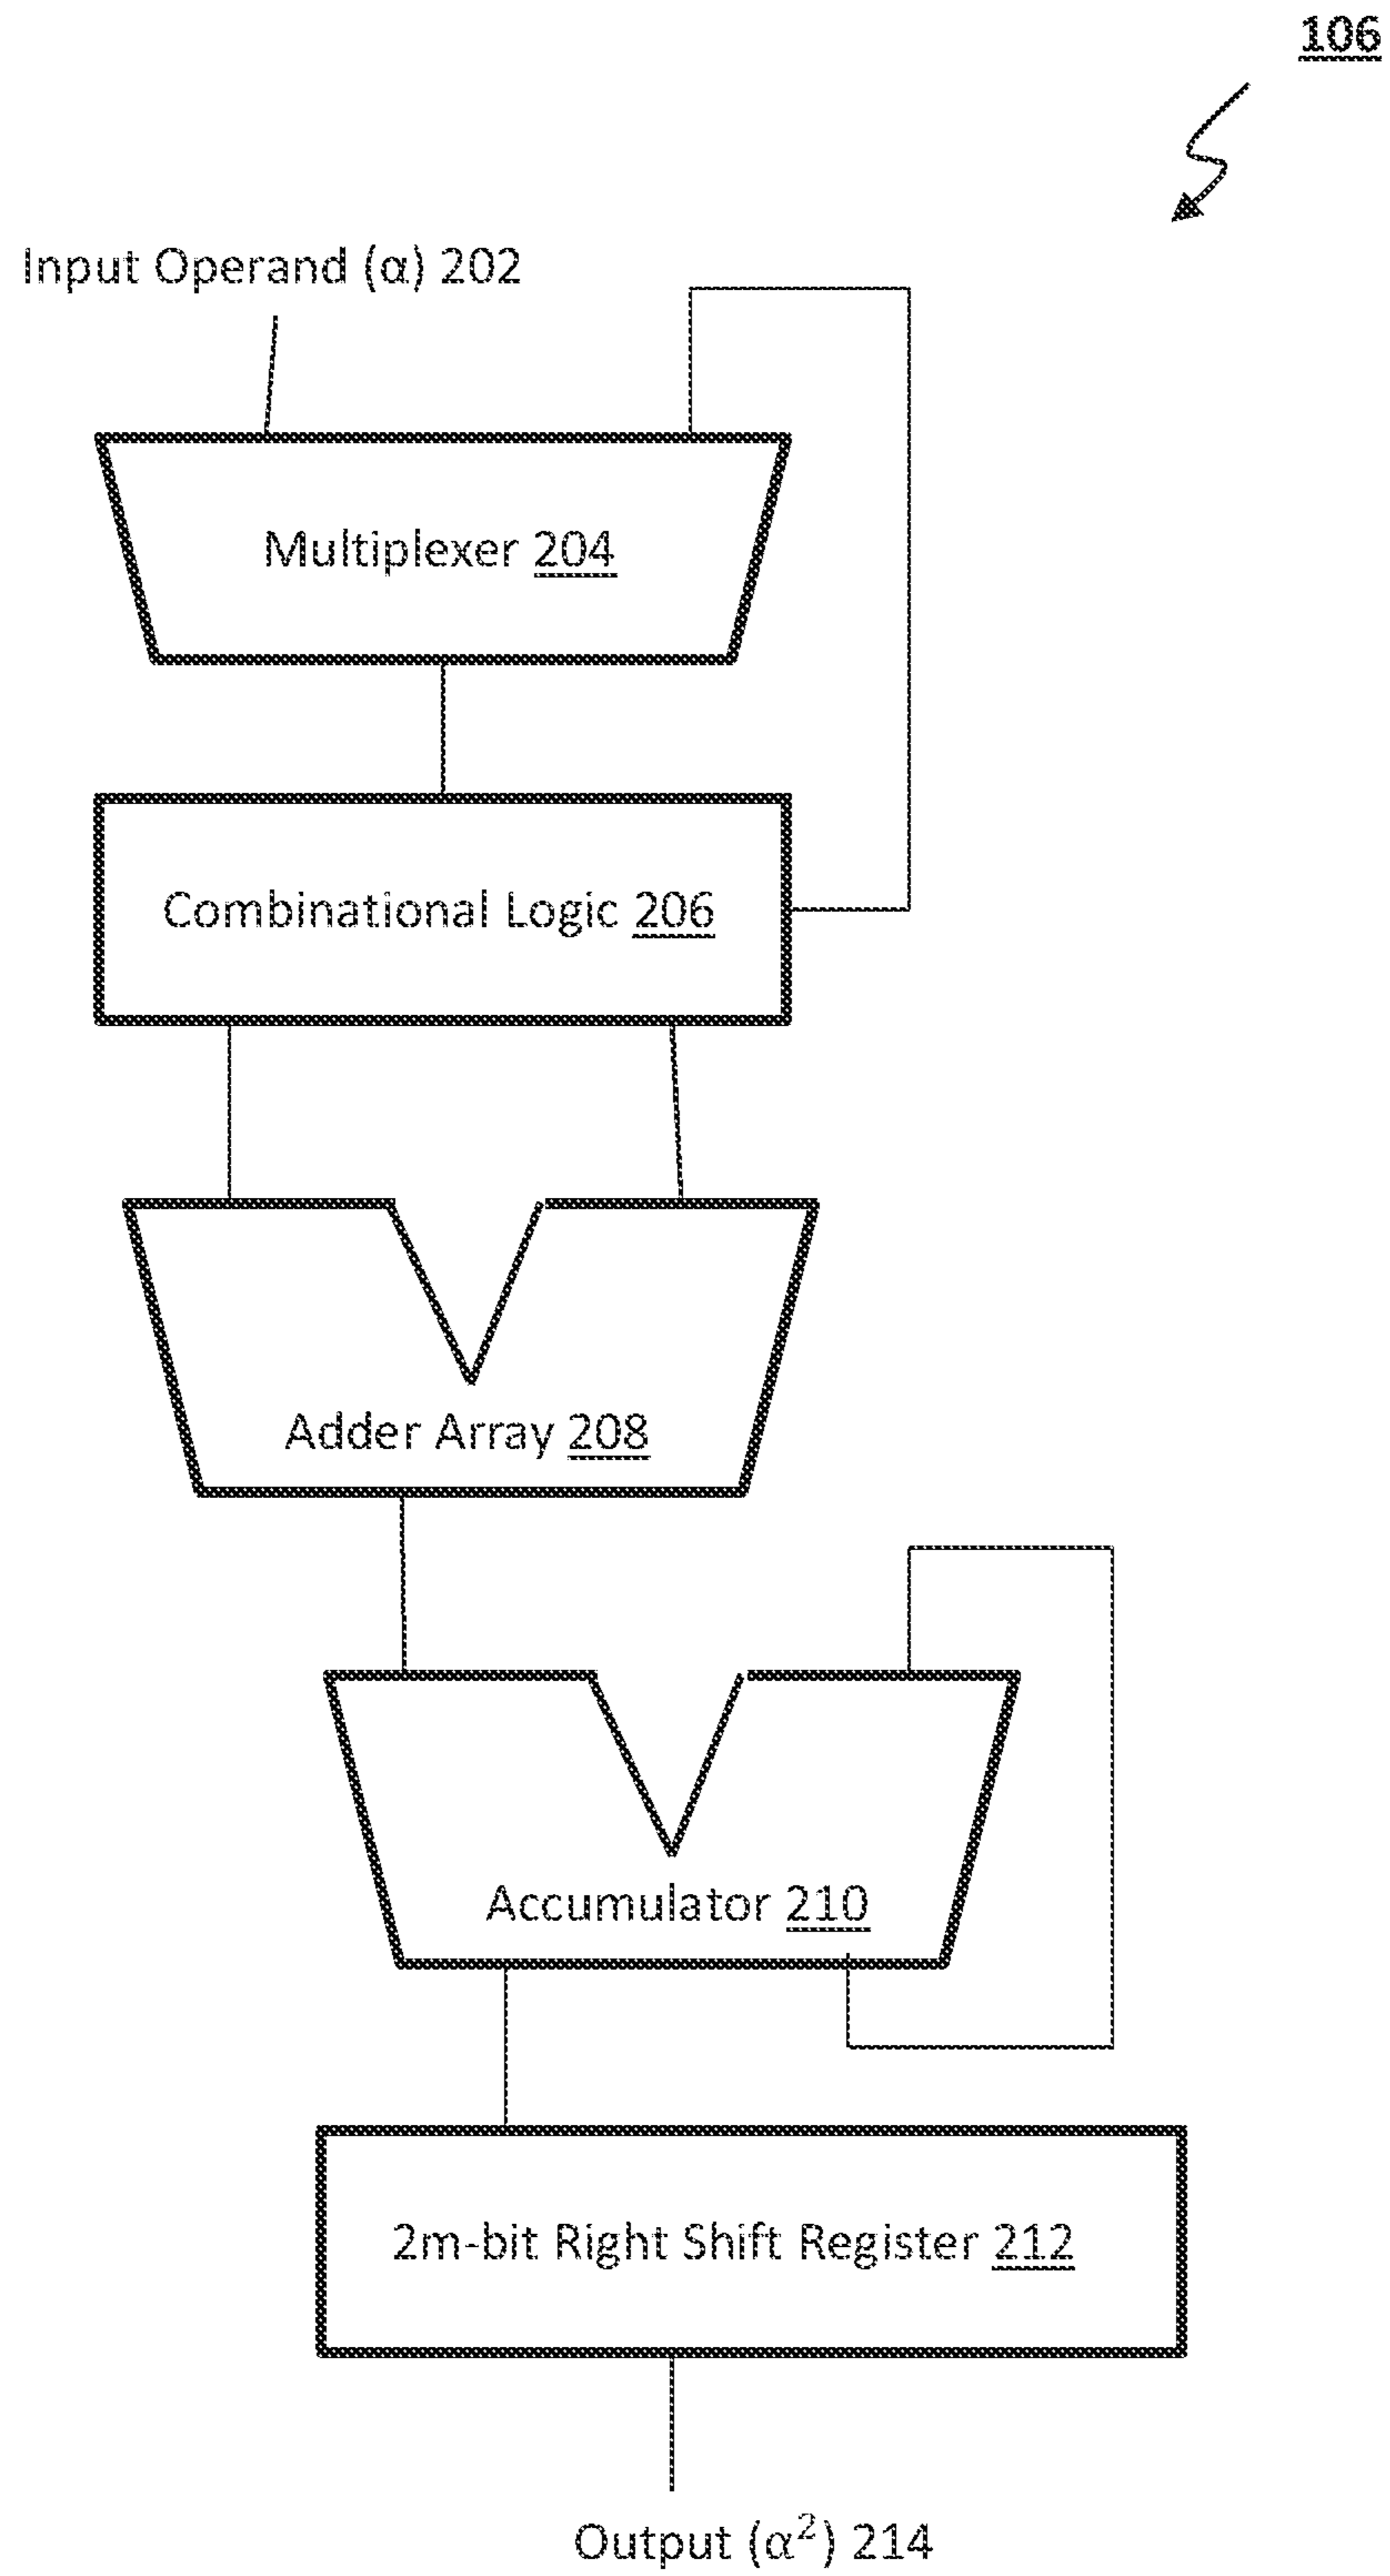 106
Input Operand (α) 202
Multiplexer 204
Combinational Logic 206
Adder Array 208
Accumulator 210
2m-bit Right Shift Register 212
Output (α²) 214